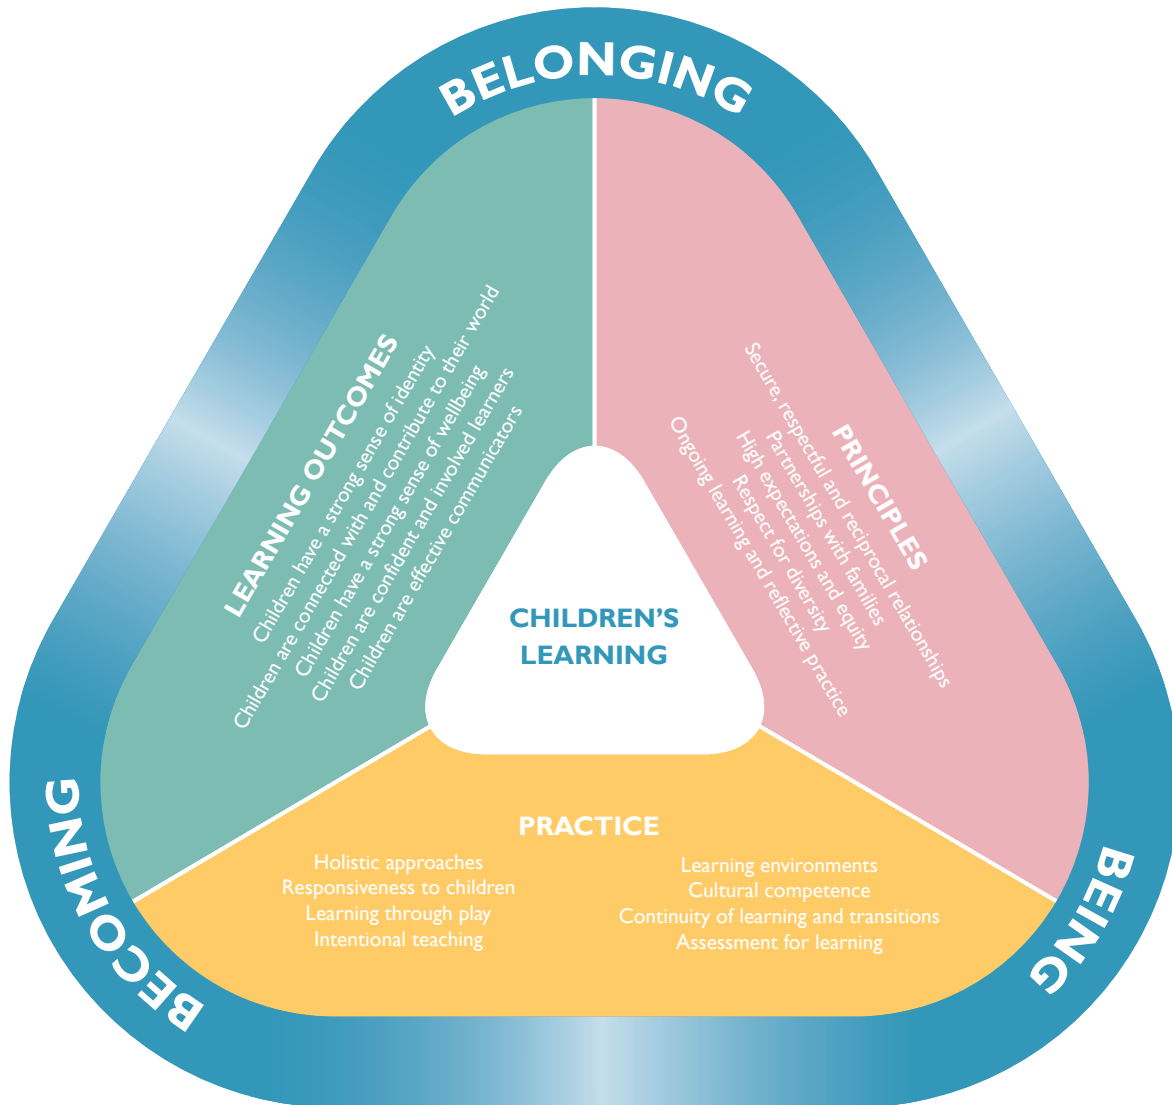 BELONGING
LEARNING OUTCOMES
Children have a strong sense of identity
Children are connected with and contribute to their world
Children have a strong sense of wellbeing
Children are confident and involved learners
Children are effective communicators
PRINCIPLES
Secure, respectful and reciprocal relationships
Partnerships with families
High expectations and equity
Respect for diversity
Ongoing learning and reflective practice
CHILDREN'S
LEARNING
PRACTICE
Holistic approaches
Responsiveness to children
Learning through play
Intentional teaching
Learning environments
Cultural competence
Continuity of learning and transitions
Assessment for learning
BECOMING
BEING